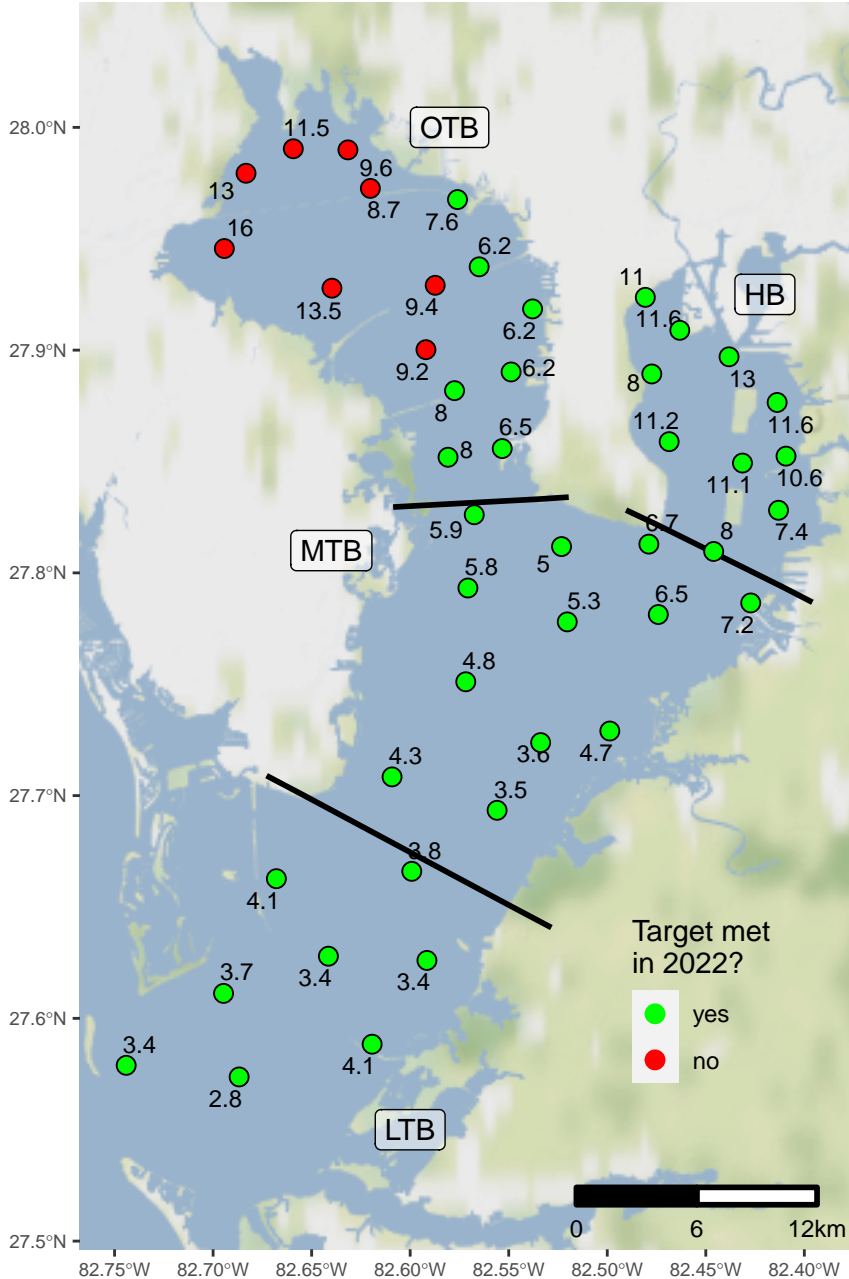 28.0°N
27.9°N
27.8°N
27.7°N
27.6°N
27.5°N
OTB
11.5
9.6
13
8.7
7.6
16
6.2
13.5
9.4
6.2
9.2
6.2
8
6.5
8
HB
11
11.6
13
8
11.6
11.2
11.1
10.6
7.4
MTB
5.9
5
6.7
8
5.8
5.3
6.5
7.2
4.8
3.6
4.7
4.3
3.5
3.8
4.1
3.4
3.4
3.7
3.4
4.1
2.8
LTB
Target met
in 2022?
yes
no
0 6 12km
82.75°W 82.70°W 82.65°W 82.60°W 82.55°W 82.50°W 82.45°W 82.40°W